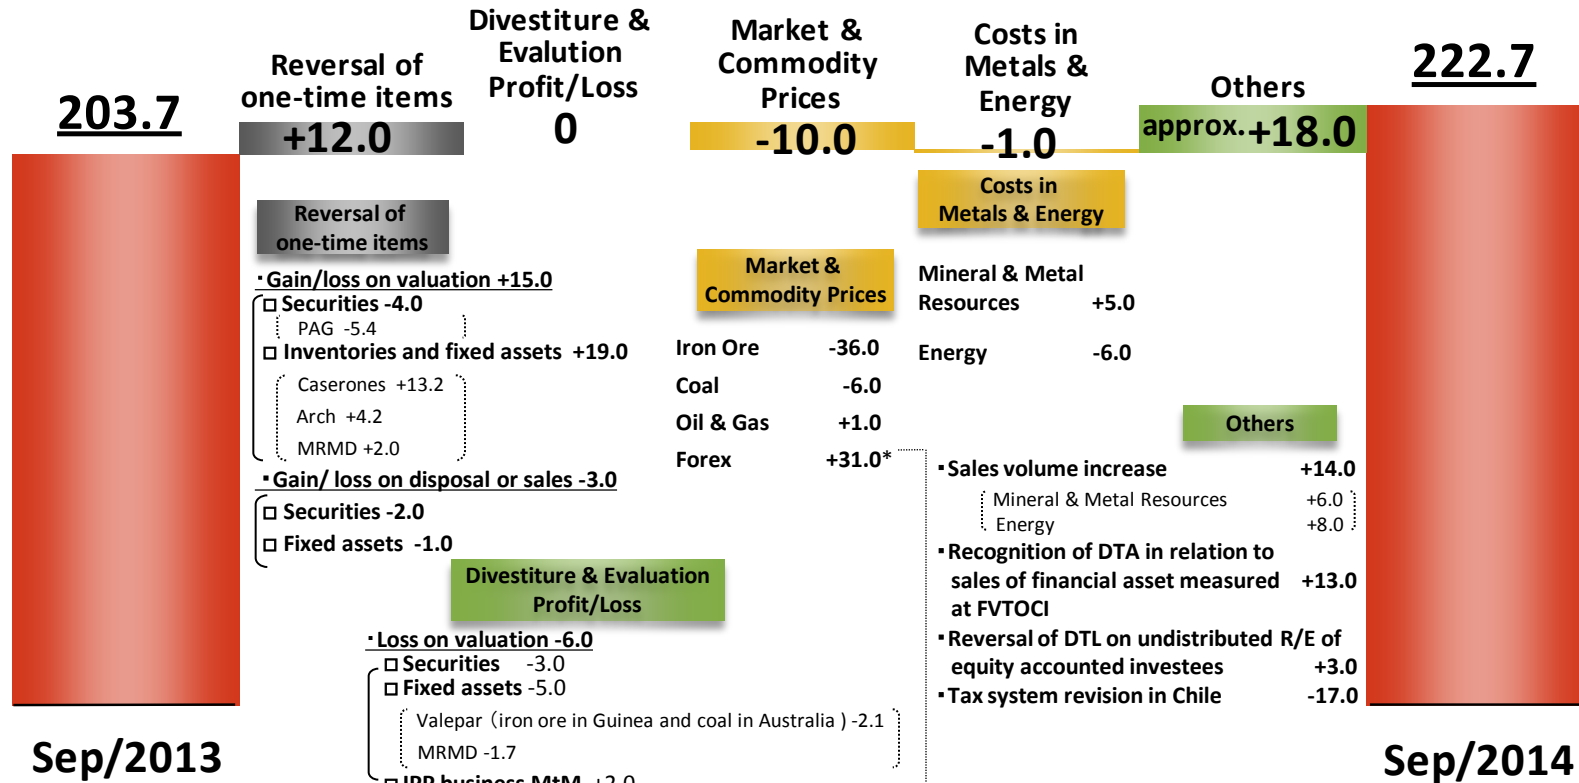 203.7
Reversal of
one-time items
+12.0
Divestiture &
Evalution
Profit/Loss
0
Market &
Commodity
Prices
-10.0
Costs in
Metals &
Energy
-1.0
Others
approx.+18.0
222.7
Reversal of
one-time items
・Gain/loss on valuation +15.0
□ Securities -4.0
PAG -5.4
□ Inventories and fixed assets +19.0
Caserones +13.2
Arch +4.2
MRMD +2.0
・Gain/ loss on disposal or sales -3.0
□ Securities -2.0
□ Fixed assets -1.0
Divestiture & Evaluation
Profit/Loss
・Loss on valuation -6.0
□ Securities -3.0
□ Fixed assets -5.0
Valepar (iron ore in Guinea and coal in Australia ) -2.1
MRMD -1.7
□ IPP business MtM +2.0
Market &
Commodity Prices
Iron Ore -36.0
Coal -6.0
Oil & Gas +1.0
Forex +31.0*
Costs in
Metals & Energy
Mineral & Metal
Resources +5.0
Energy -6.0
Others
▪Sales volume increase +14.0
Mineral & Metal Resources +6.0
Energy +8.0
▪Recognition of DTA in relation to
sales of financial asset measured +13.0
at FVTOCI
▪Reversal of DTL on undistributed R/E of
equity accounted investees +3.0
▪Tax system revision in Chile -17.0
Sep/2013
Sep/2014